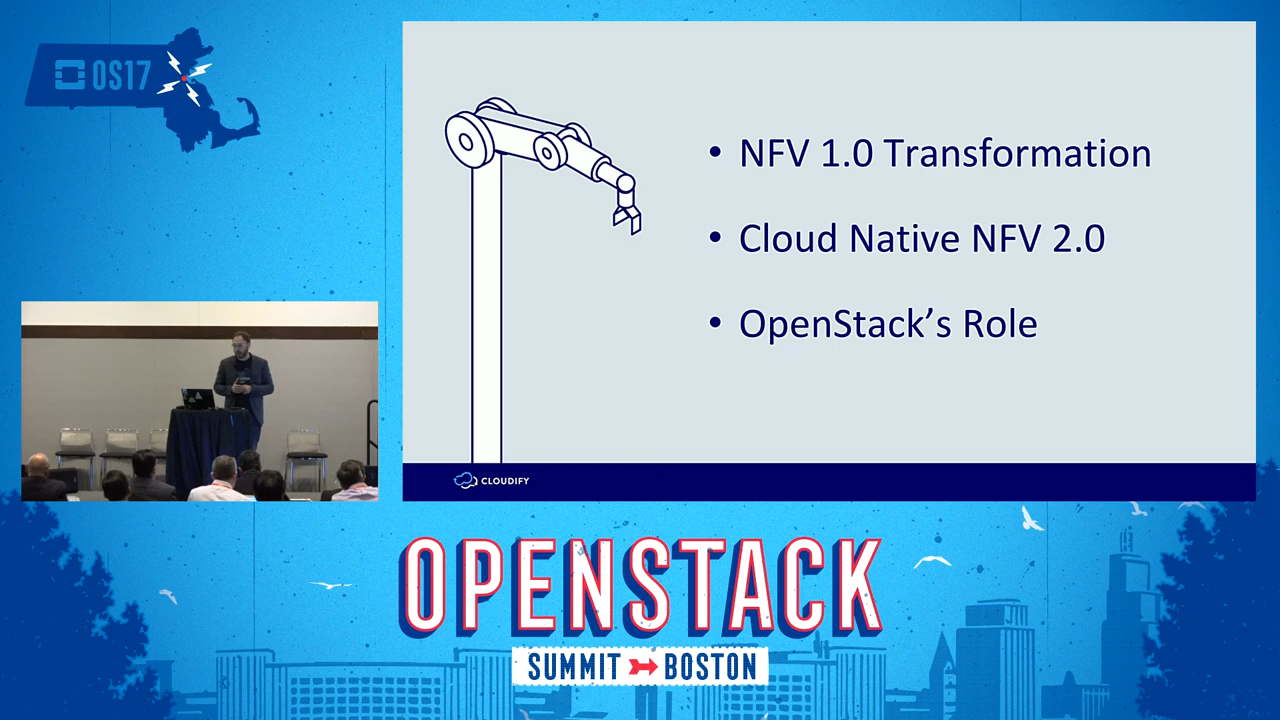 OS17
• NFV 1.0 Transformation
• Cloud Native NFV 2.0
• OpenStack’s Role
CLOUDIFY
OPENSTACK
SUMMIT BOSTON